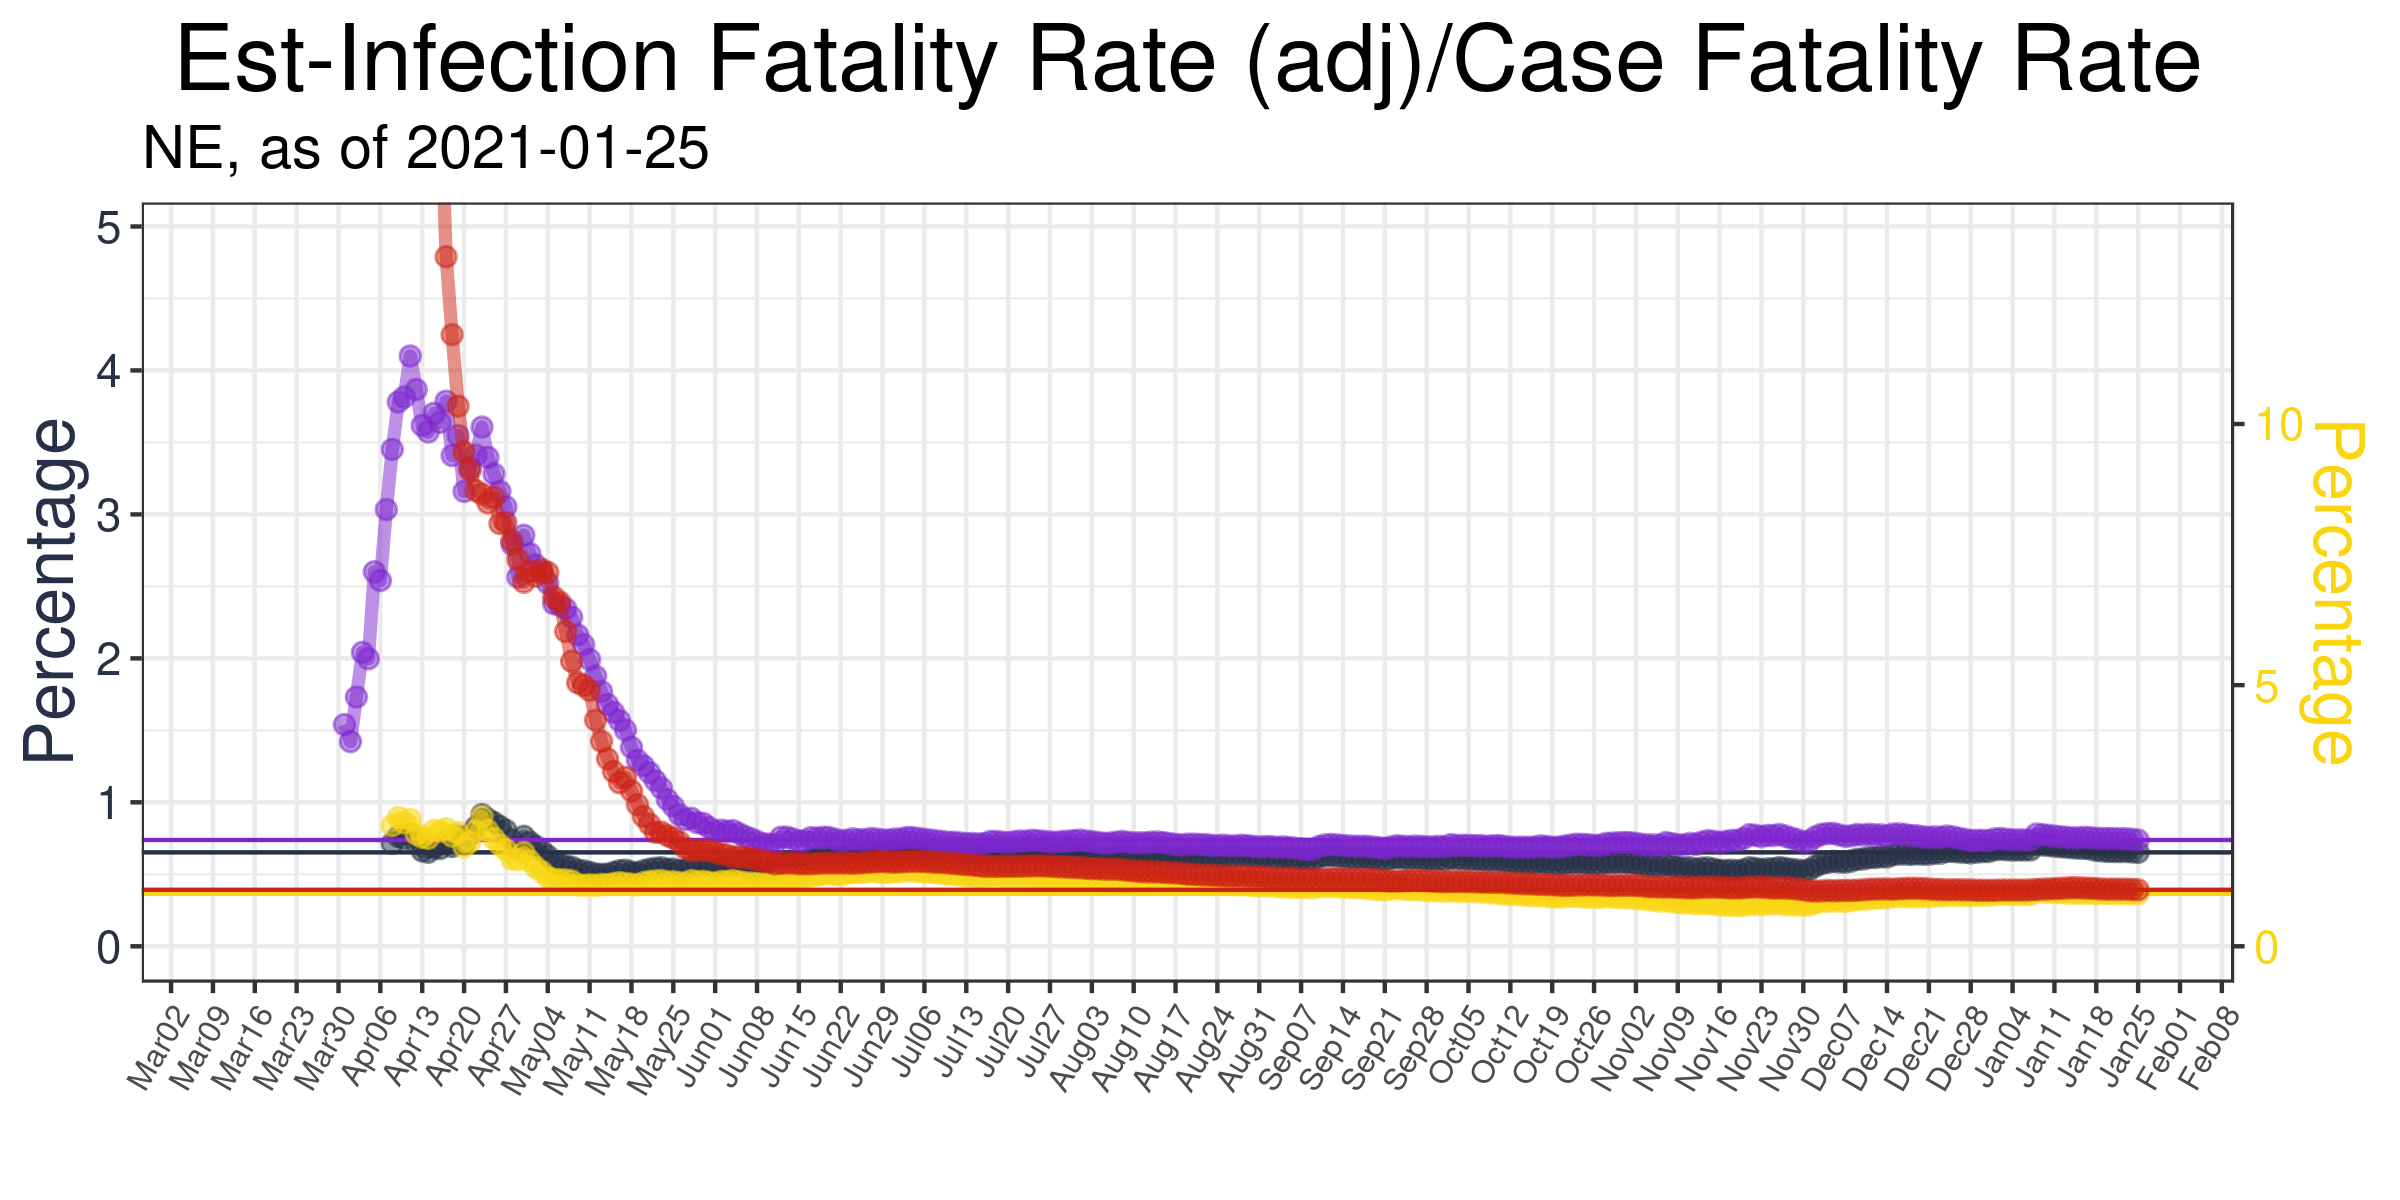 Est-Infection Fatality Rate (adj)/Case Fatality Rate
NE, as of 2021-01-25
Percentage
5
4
3
2
1
0
10
5
0
Percentage
Mar02
Mar09
Mar16
Mar23
Mar30
Apr06
Apr13
Apr20
Apr27
May04
May11
May18
May25
Jun01
Jun08
Jun15
Jun22
Jun29
Jul06
Jul13
Jul20
Jul27
Aug03
Aug10
Aug17
Aug24
Aug31
Sep07
Sep14
Sep21
Sep28
Oct05
Oct12
Oct19
Oct26
Nov02
Nov09
Nov16
Nov23
Nov30
Dec07
Dec14
Dec21
Dec28
Jan04
Jan11
Jan18
Jan25
Feb01
Feb08